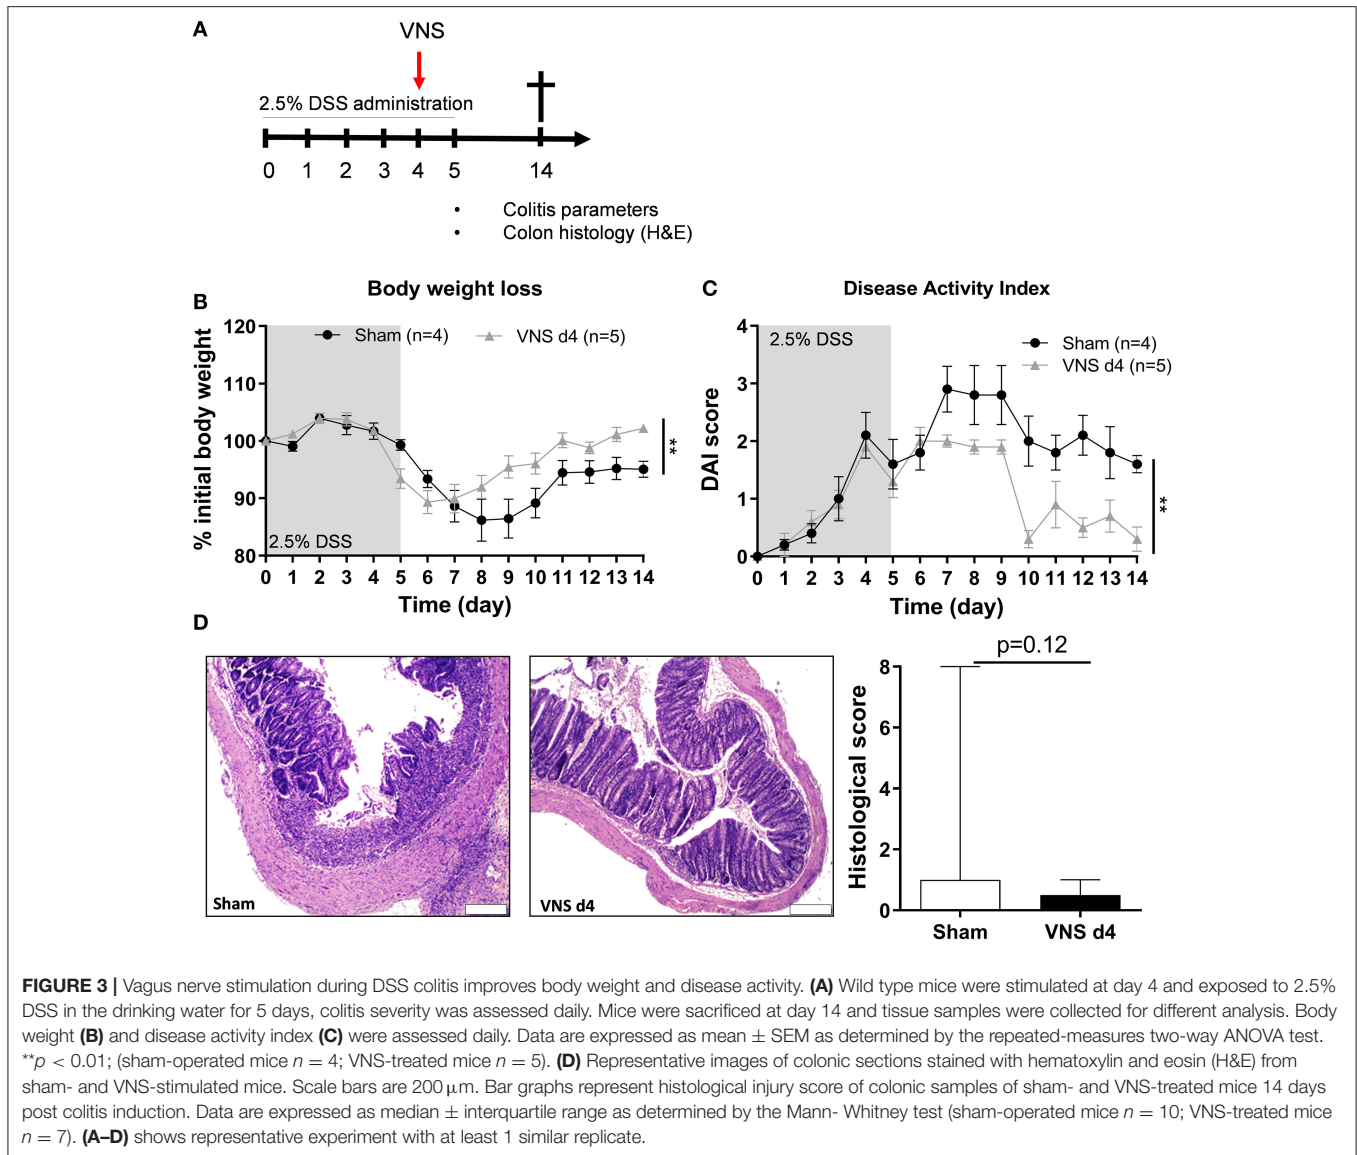 A
VNS
2.5% DSS administration
0 1 2 3 4 5 14
• Colitis parameters
• Colon histology (H&E)
B
Body weight loss
% initial body weight
120
110
100
90
80
Sham (n=4)
VNS d4 (n=5)
2.5% DSS
**
0 1 2 3 4 5 6 7 8 9 10 11 12 13 14
Time (day)
C
Disease Activity Index
DAI score
4
3
2
1
0
2.5% DSS
Sham (n=4)
VNS d4 (n=5)
**
0 1 2 3 4 5 6 7 8 9 10 11 12 13 14
Time (day)
D
Sham
VNS d4
p=0.12
Histological score
8
6
4
2
0
Sham VNS d4
FIGURE 3 | Vagus nerve stimulation during DSS colitis improves body weight and disease activity. (A) Wild type mice were stimulated at day 4 and exposed to 2.5%
DSS in the drinking water for 5 days, colitis severity was assessed daily. Mice were sacrificed at day 14 and tissue samples were collected for different analysis. Body
weight (B) and disease activity index (C) were assessed daily. Data are expressed as mean ± SEM as determined by the repeated-measures two-way ANOVA test.
**p < 0.01; (sham-operated mice n = 4; VNS-treated mice n = 5). (D) Representative images of colonic sections stained with hematoxylin and eosin (H&E) from
sham- and VNS-stimulated mice. Scale bars are 200 μm. Bar graphs represent histological injury score of colonic samples of sham- and VNS-treated mice 14 days
post colitis induction. Data are expressed as median ± interquartile range as determined by the Mann- Whitney test (sham-operated mice n = 10; VNS-treated mice
n = 7). (A–D) shows representative experiment with at least 1 similar replicate.